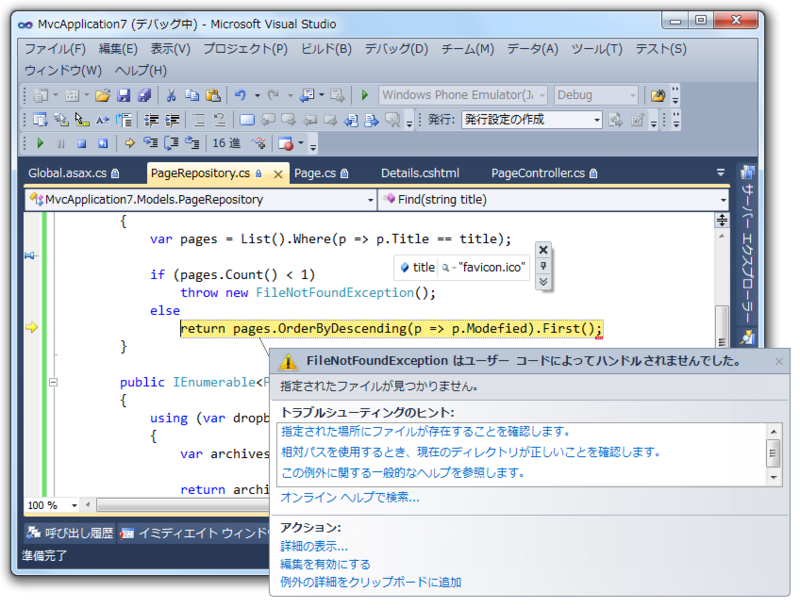 MvcApplication7 (デバッグ中) - Microsoft Visual Studio
ファイル(F) 編集(E) 表示(V) プロジェクト(P) ビルド(B) デバッグ(D) チーム(M) データ(A) ツール(T) テスト(S)
ウィンドウ(W) ヘルプ(H)
Windows Phone Emulator(J Debug
発行: 発行設定の作成
16 進
Global.asax.cs PageRepository.cs Page.cs Details.cshtml PageController.cs
MvcApplication7.Models.PageRepository Find(string title)
サーバー エクスプローラー
{
var pages = List().Where(p => p.Title == title);
title "favicon.ico"
if (pages.Count() < 1)
throw new FileNotFoundException();
else
return pages.OrderByDescending(p => p.Modefied).First();
}
public IEnumerable<P
{
using (var dropb
{
var archives
return archi
100 %
FileNotFoundException はユーザー コードによってハンドルされませんでした。
指定されたファイルが見つかりません。
トラブルシューティングのヒント:
指定された場所にファイルが存在することを確認します。
相対パスを使用するとき、現在のディレクトリが正しいことを確認します。
この例外に関する一般的なヘルプを参照します。
オンライン ヘルプで検索...
アクション:
詳細の表示...
編集を有効にする
例外の詳細をクリップボードに追加
呼び出し履歴 イミディエイト ウィンド
準備完了